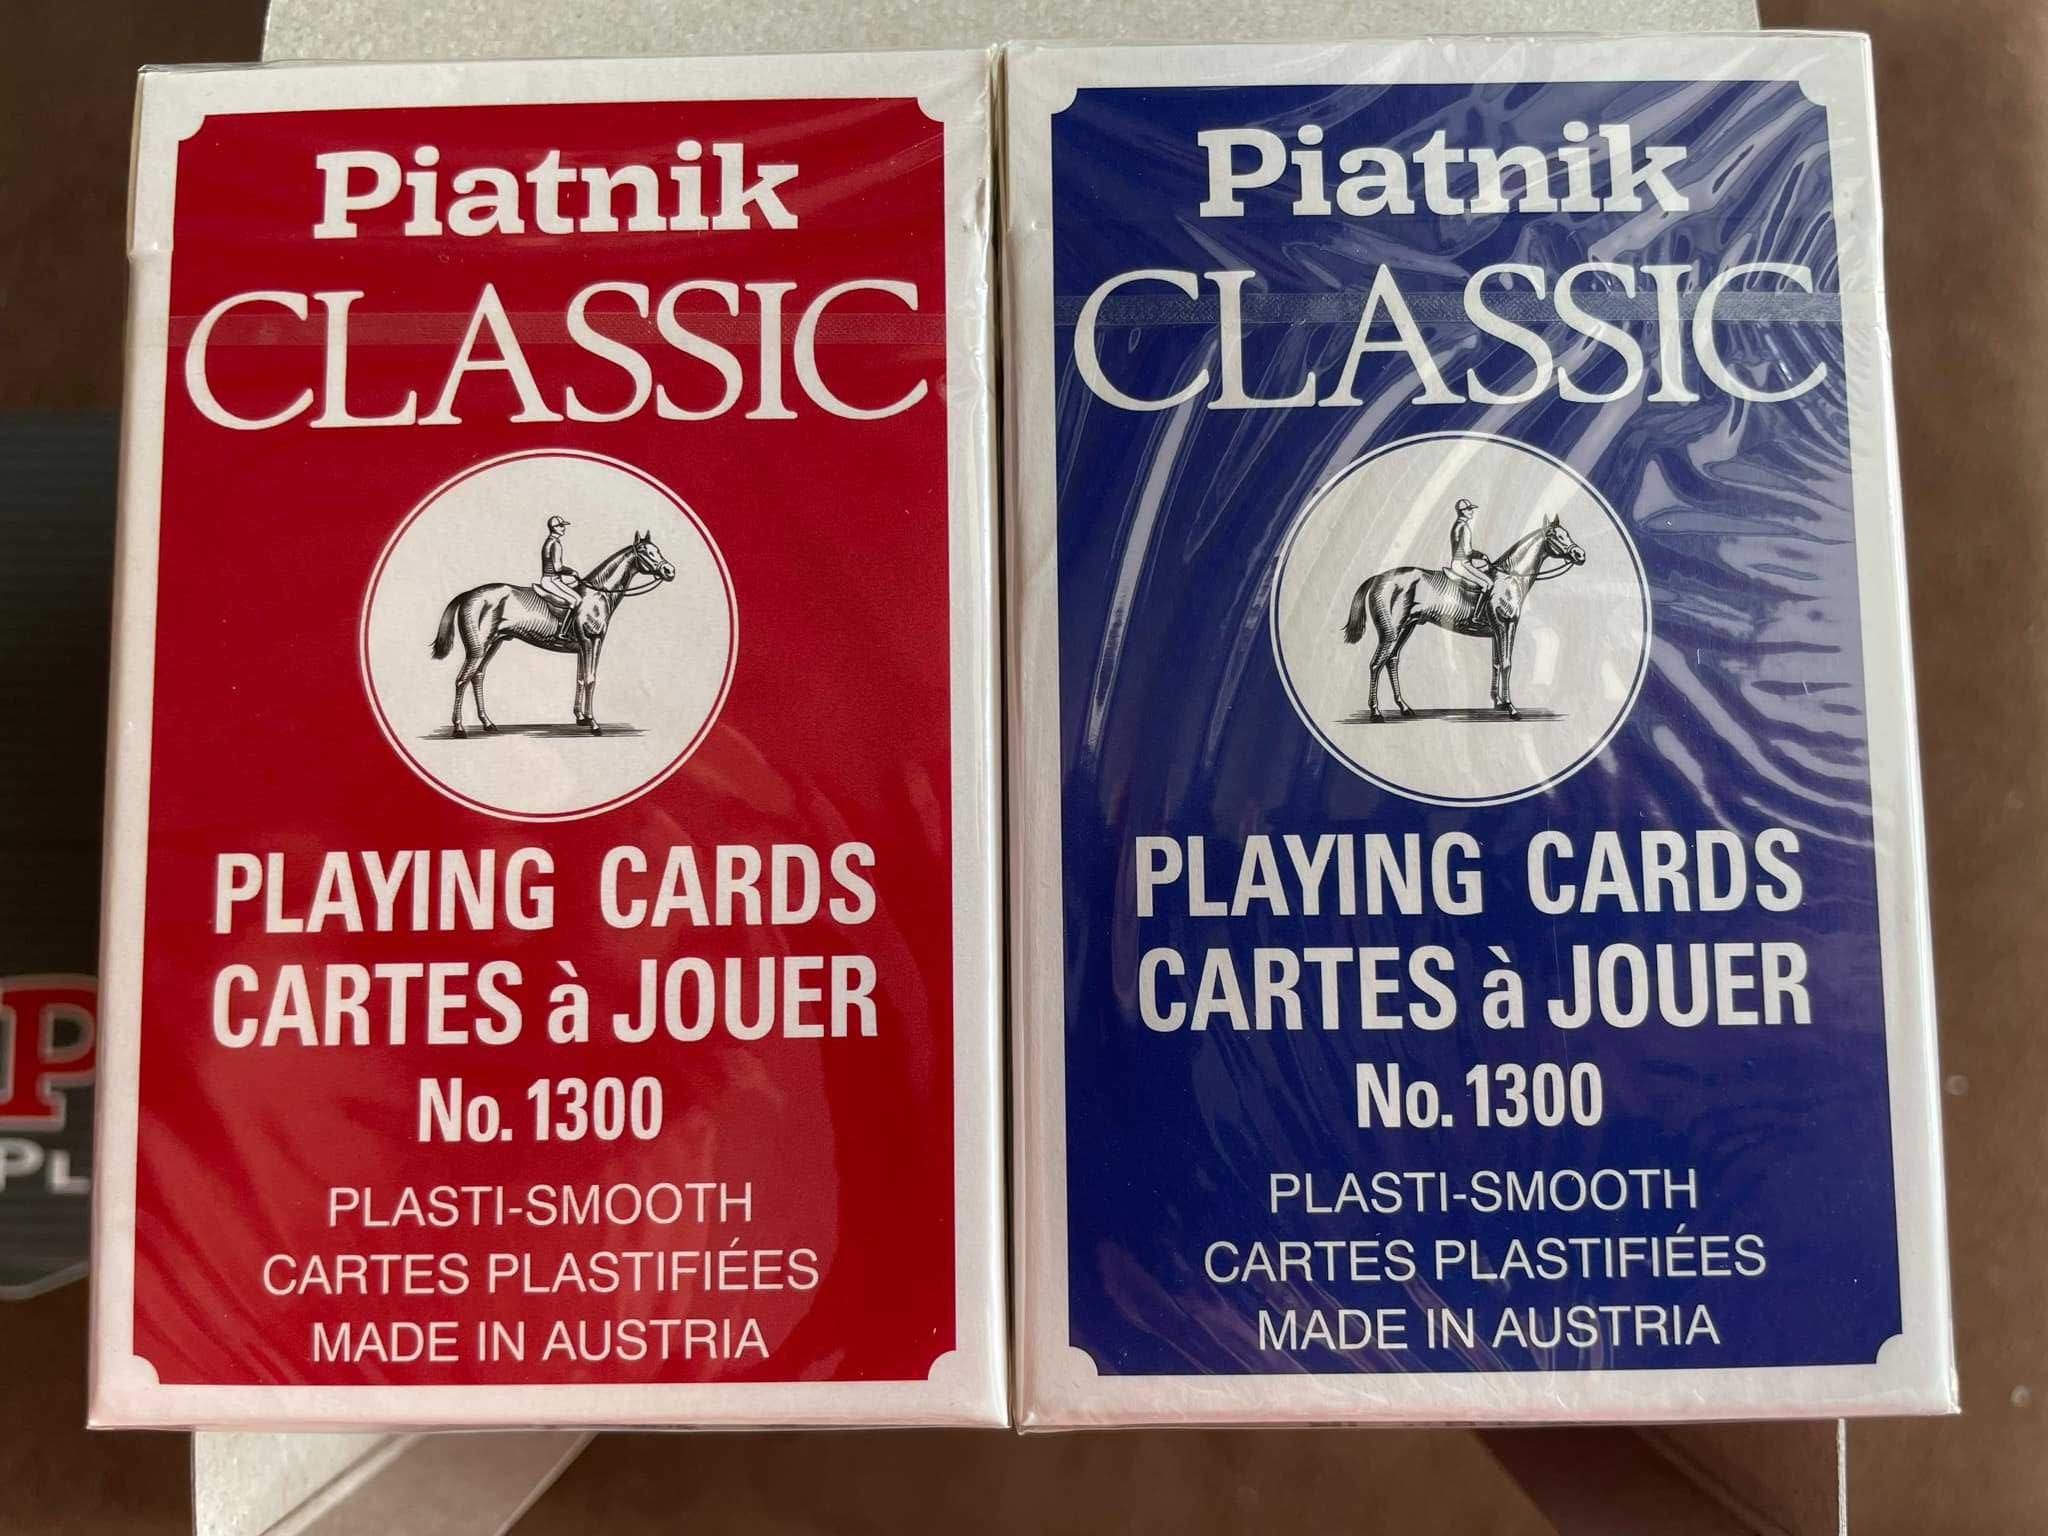 Piatnik
CLASSIC
PLAYING CARDS
CARTES à JOUER
No. 1300
PLASTI-SMOOTH
CARTES PLASTIFIÉES
MADE IN AUSTRIA
Piatnik
CLASSIC
PLAYING CARDS
CARTES à JOUER
No. 1300
PLASTI-SMOOTH
CARTES PLASTIFIÉES
MADE IN AUSTRIA